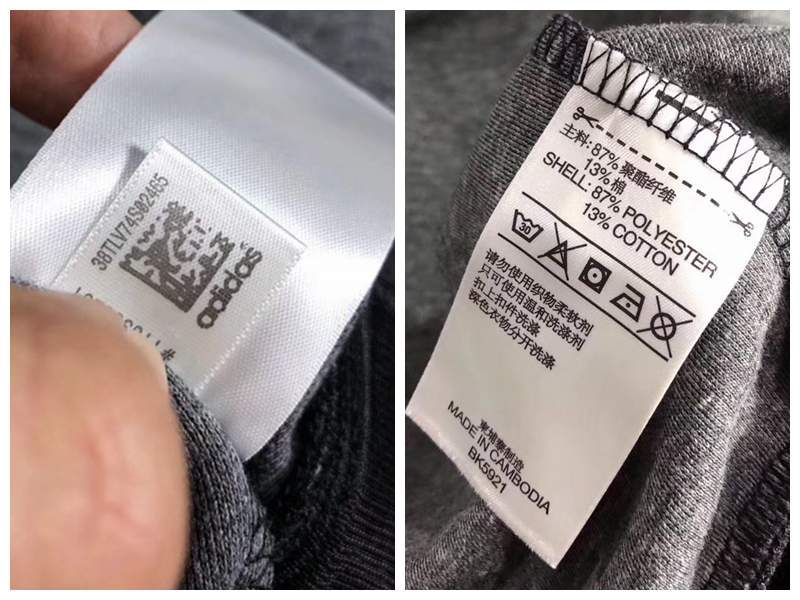 38TLV74S02465
adidas
主料: 87% 聚酯纤维
13% 棉
SHELL: 87% POLYESTER
13% COTTON
30
请勿使用织物柔软剂
只可使用温和洗涤剂
扣上扣件洗涤
深色衣物分开洗涤
柬埔寨制造
MADE IN CAMBODIA
BK5921